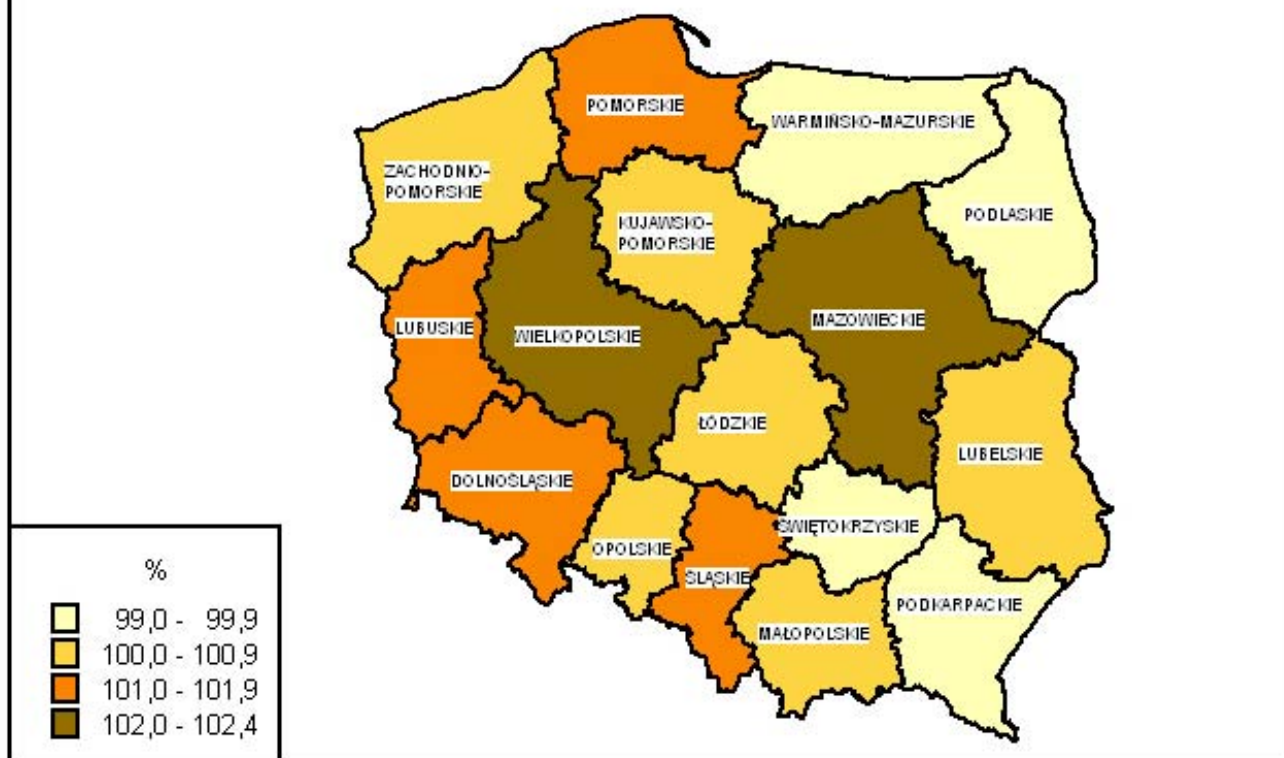 POMORSKIE
WARMIŃSKO-MAZURSKIE
ZACHODNIO-
POMORSKIE
PODLASKIE
KUJAWSKO-
POMORSKIE
LUBUSKIE
WIELKOPOLSKIE
MAZOWIECKIE
ŁÓDZKIE
LUBELSKIE
DOLNOŚLĄSKIE
ŚWIĘTOKRZYSKIE
OPOLSKIE
ŚLĄSKIE
PODKARPACKIE
MAŁOPOLSKIE
%
99,0 - 99,9
100,0 - 100,9
101,0 - 101,9
102,0 - 102,4